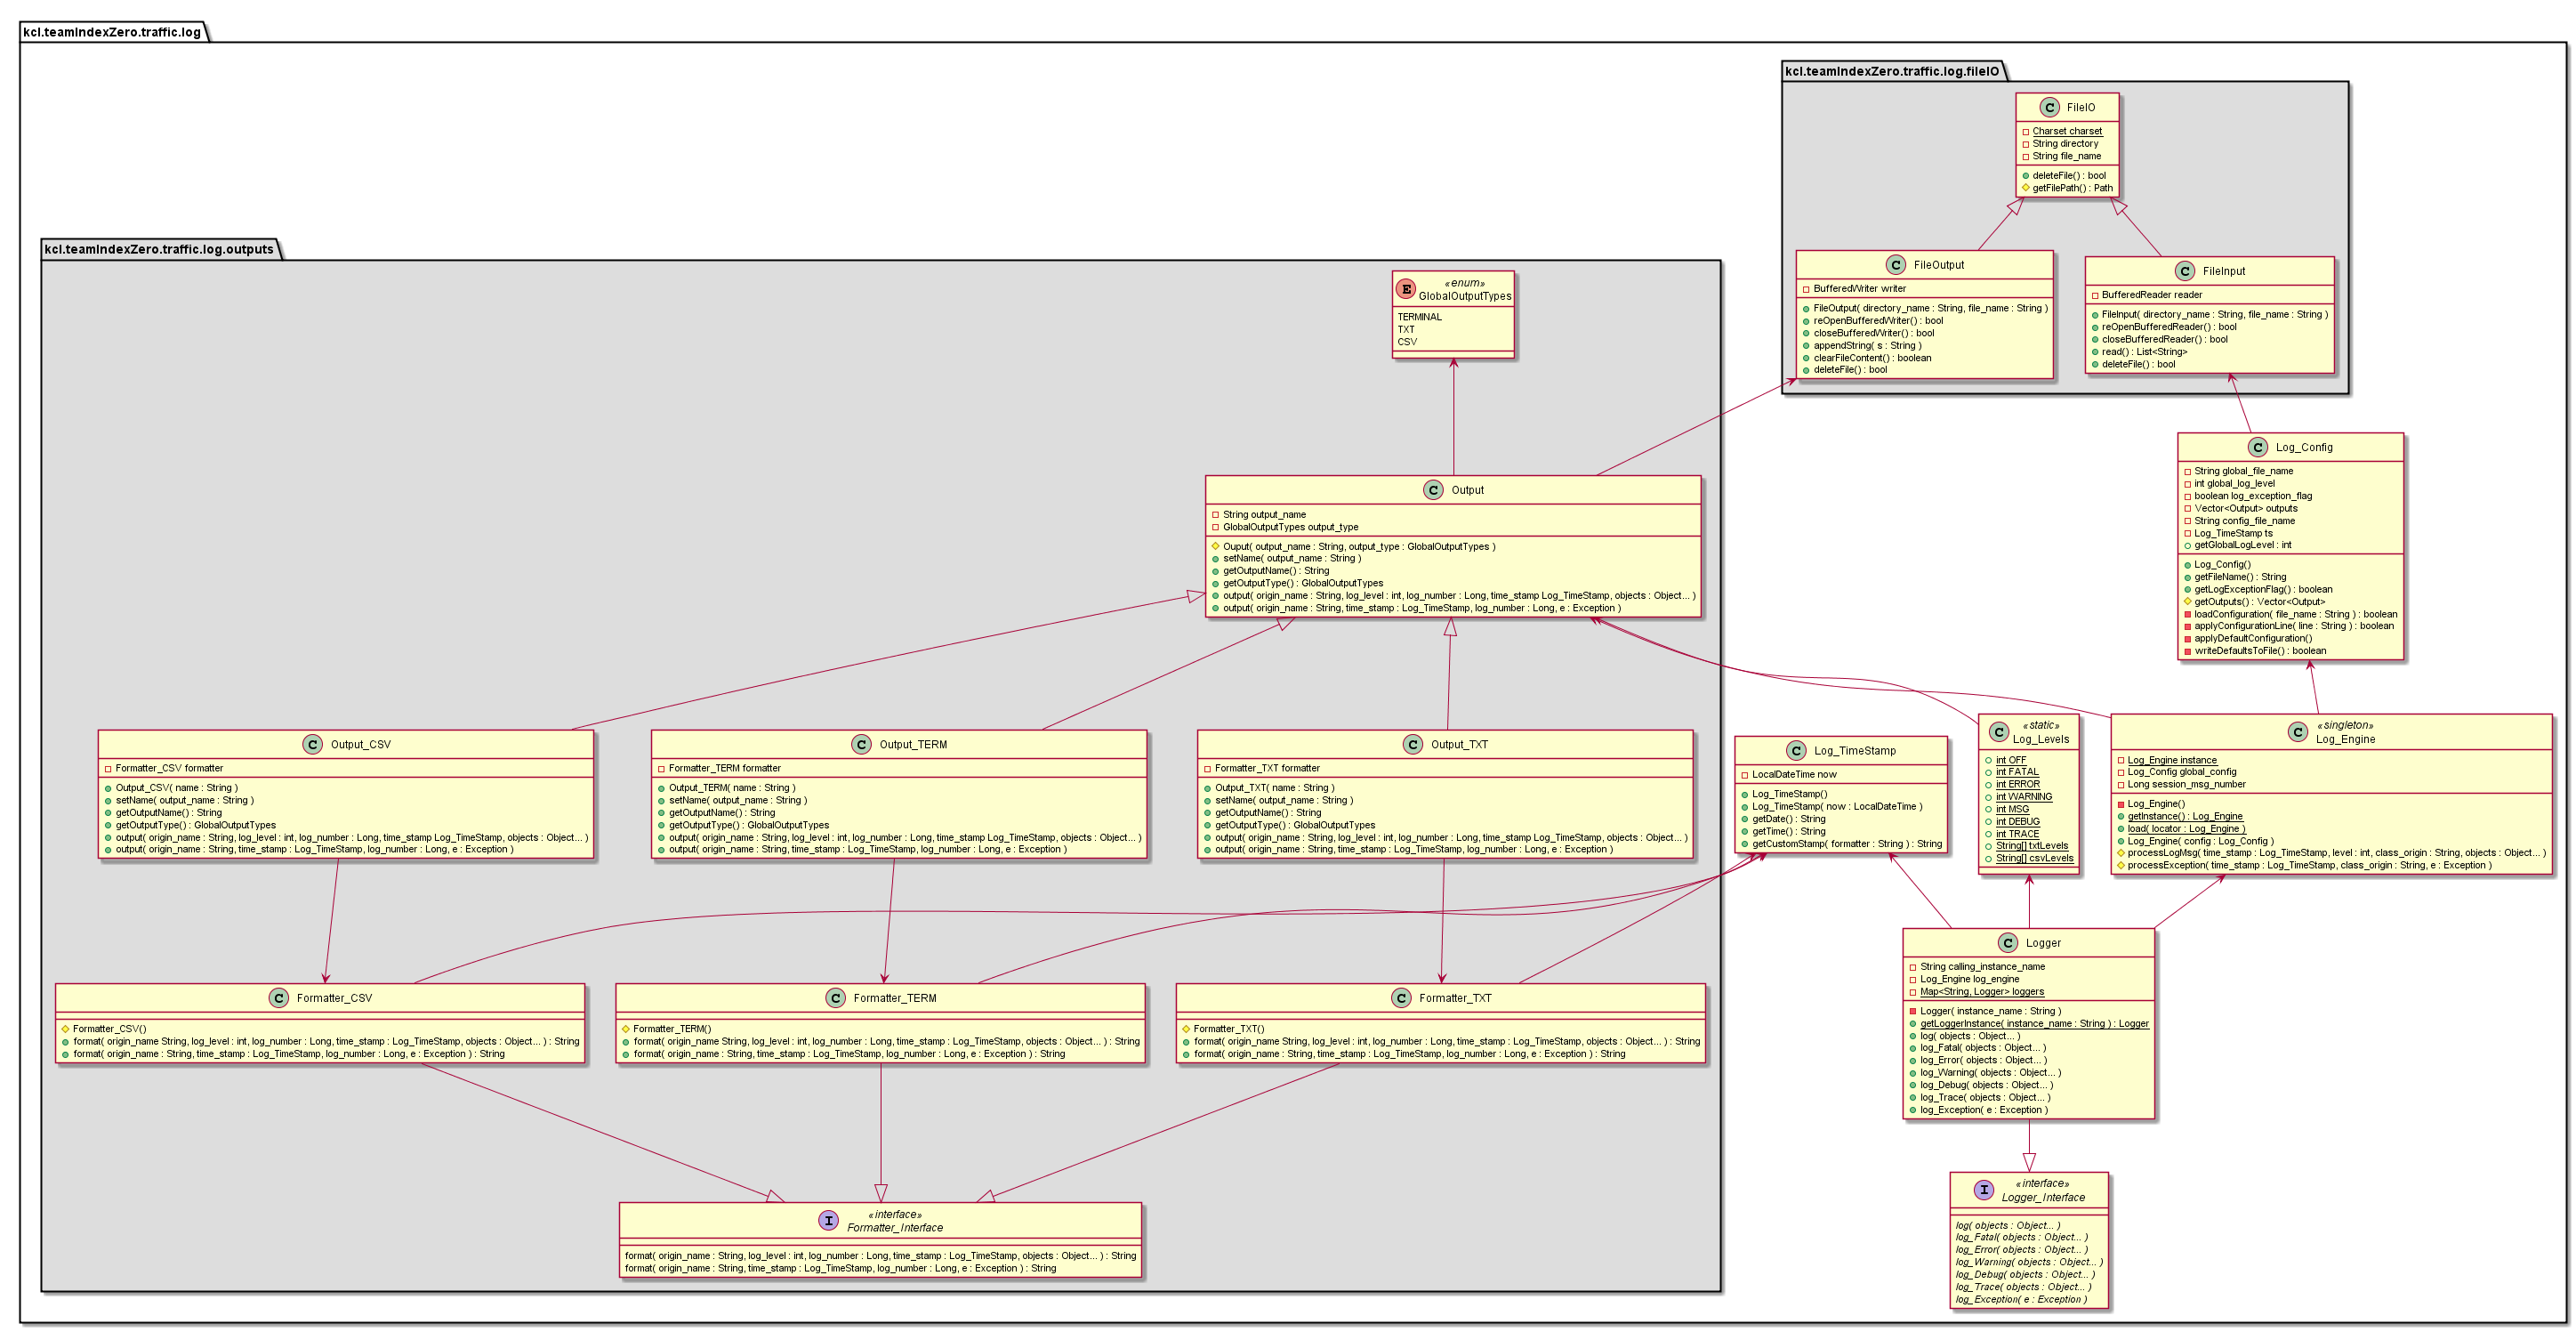 kcl.teamIndexZero.traffic.log
kcl.teamIndexZero.traffic.log.fileIO
C FileIO
Charset charset
String directory
String file_name
deleteFile() : bool
getFilePath() : Path
C FileOutput
BufferedWriter writer
FileOutput( directory_name : String, file_name : String )
reOpenBufferedWriter() : bool
closeBufferedWriter() : bool
appendString( s : String )
clearFileContent() : boolean
deleteFile() : bool
C FileInput
BufferedReader reader
FileInput( directory_name : String, file_name : String )
reOpenBufferedReader() : bool
closeBufferedReader() : bool
read() : List<String>
deleteFile() : bool
kcl.teamIndexZero.traffic.log.outputs
E «enum»
GlobalOutputTypes
TERMINAL
TXT
CSV
C Output
String output_name
GlobalOutputTypes output_type
Ouput( output_name : String, output_type : GlobalOutputTypes )
setName( output_name : String )
getOutputName() : String
getOutputType() : GlobalOutputTypes
output( origin_name : String, log_level : int, log_number : Long, time_stamp Log_TimeStamp, objects : Object... )
output( origin_name : String, time_stamp : Log_TimeStamp, log_number : Long, e : Exception )
C Log_Config
String global_file_name
int global_log_level
boolean log_exception_flag
Vector<Output> outputs
String config_file_name
Log_TimeStamp ts
getGlobalLogLevel : int
Log_Config()
getFileName() : String
getLogExceptionFlag() : boolean
getOutputs() : Vector<Output>
loadConfiguration( file_name : String ) : boolean
applyConfigurationLine( line : String ) : boolean
applyDefaultConfiguration()
writeDefaultsToFile() : boolean
C Output_CSV
Formatter_CSV formatter
Output_CSV( name : String )
setName( output_name : String )
getOutputName() : String
getOutputType() : GlobalOutputTypes
output( origin_name : String, log_level : int, log_number : Long, time_stamp Log_TimeStamp, objects : Object... )
output( origin_name : String, time_stamp : Log_TimeStamp, log_number : Long, e : Exception )
C Output_TERM
Formatter_TERM formatter
Output_TERM( name : String )
setName( output_name : String )
getOutputName() : String
getOutputType() : GlobalOutputTypes
output( origin_name : String, log_level : int, log_number : Long, time_stamp Log_TimeStamp, objects : Object... )
output( origin_name : String, time_stamp : Log_TimeStamp, log_number : Long, e : Exception )
C Output_TXT
Formatter_TXT formatter
Output_TXT( name : String )
setName( output_name : String )
getOutputName() : String
getOutputType() : GlobalOutputTypes
output( origin_name : String, log_level : int, log_number : Long, time_stamp Log_TimeStamp, objects : Object... )
output( origin_name : String, time_stamp : Log_TimeStamp, log_number : Long, e : Exception )
C Log_TimeStamp
LocalDateTime now
Log_TimeStamp()
Log_TimeStamp( now : LocalDateTime )
getDate() : String
getTime() : String
getCustomStamp( formatter : String ) : String
C «static»
Log_Levels
int OFF
int FATAL
int ERROR
int WARNING
int MSG
int DEBUG
int TRACE
String[] txtLevels
String[] csvLevels
C «singleton»
Log_Engine
Log_Engine instance
Log_Config global_config
Long session_msg_number
Log_Engine()
getInstance() : Log_Engine
load( locator : Log_Engine )
Log_Engine( config : Log_Config )
processLogMsg( time_stamp : Log_TimeStamp, level : int, class_origin : String, objects : Object... )
processException( time_stamp : Log_TimeStamp, class_origin : String, e : Exception )
C Formatter_CSV
Formatter_CSV()
format( origin_name String, log_level : int, log_number : Long, time_stamp : Log_TimeStamp, objects : Object... ) : String
format( origin_name : String, time_stamp : Log_TimeStamp, log_number : Long, e : Exception ) : String
C Formatter_TERM
Formatter_TERM()
format( origin_name String, log_level : int, log_number : Long, time_stamp : Log_TimeStamp, objects : Object... ) : String
format( origin_name : String, time_stamp : Log_TimeStamp, log_number : Long, e : Exception ) : String
C Formatter_TXT
Formatter_TXT()
format( origin_name String, log_level : int, log_number : Long, time_stamp : Log_TimeStamp, objects : Object... ) : String
format( origin_name : String, time_stamp : Log_TimeStamp, log_number : Long, e : Exception ) : String
C Logger
String calling_instance_name
Log_Engine log_engine
Map<String, Logger> loggers
Logger( instance_name : String )
getLoggerInstance( instance_name : String ) : Logger
log( objects : Object... )
log_Fatal( objects : Object... )
log_Error( objects : Object... )
log_Warning( objects : Object... )
log_Debug( objects : Object... )
log_Trace( objects : Object... )
log_Exception( e : Exception )
I «interface»
Formatter_Interface
format( origin_name : String, log_level : int, log_number : Long, time_stamp : Log_TimeStamp, objects : Object... ) : String
format( origin_name : String, time_stamp : Log_TimeStamp, log_number : Long, e : Exception ) : String
I «interface»
Logger_Interface
log( objects : Object... )
log_Fatal( objects : Object... )
log_Error( objects : Object... )
log_Warning( objects : Object... )
log_Debug( objects : Object... )
log_Trace( objects : Object... )
log_Exception( e : Exception )